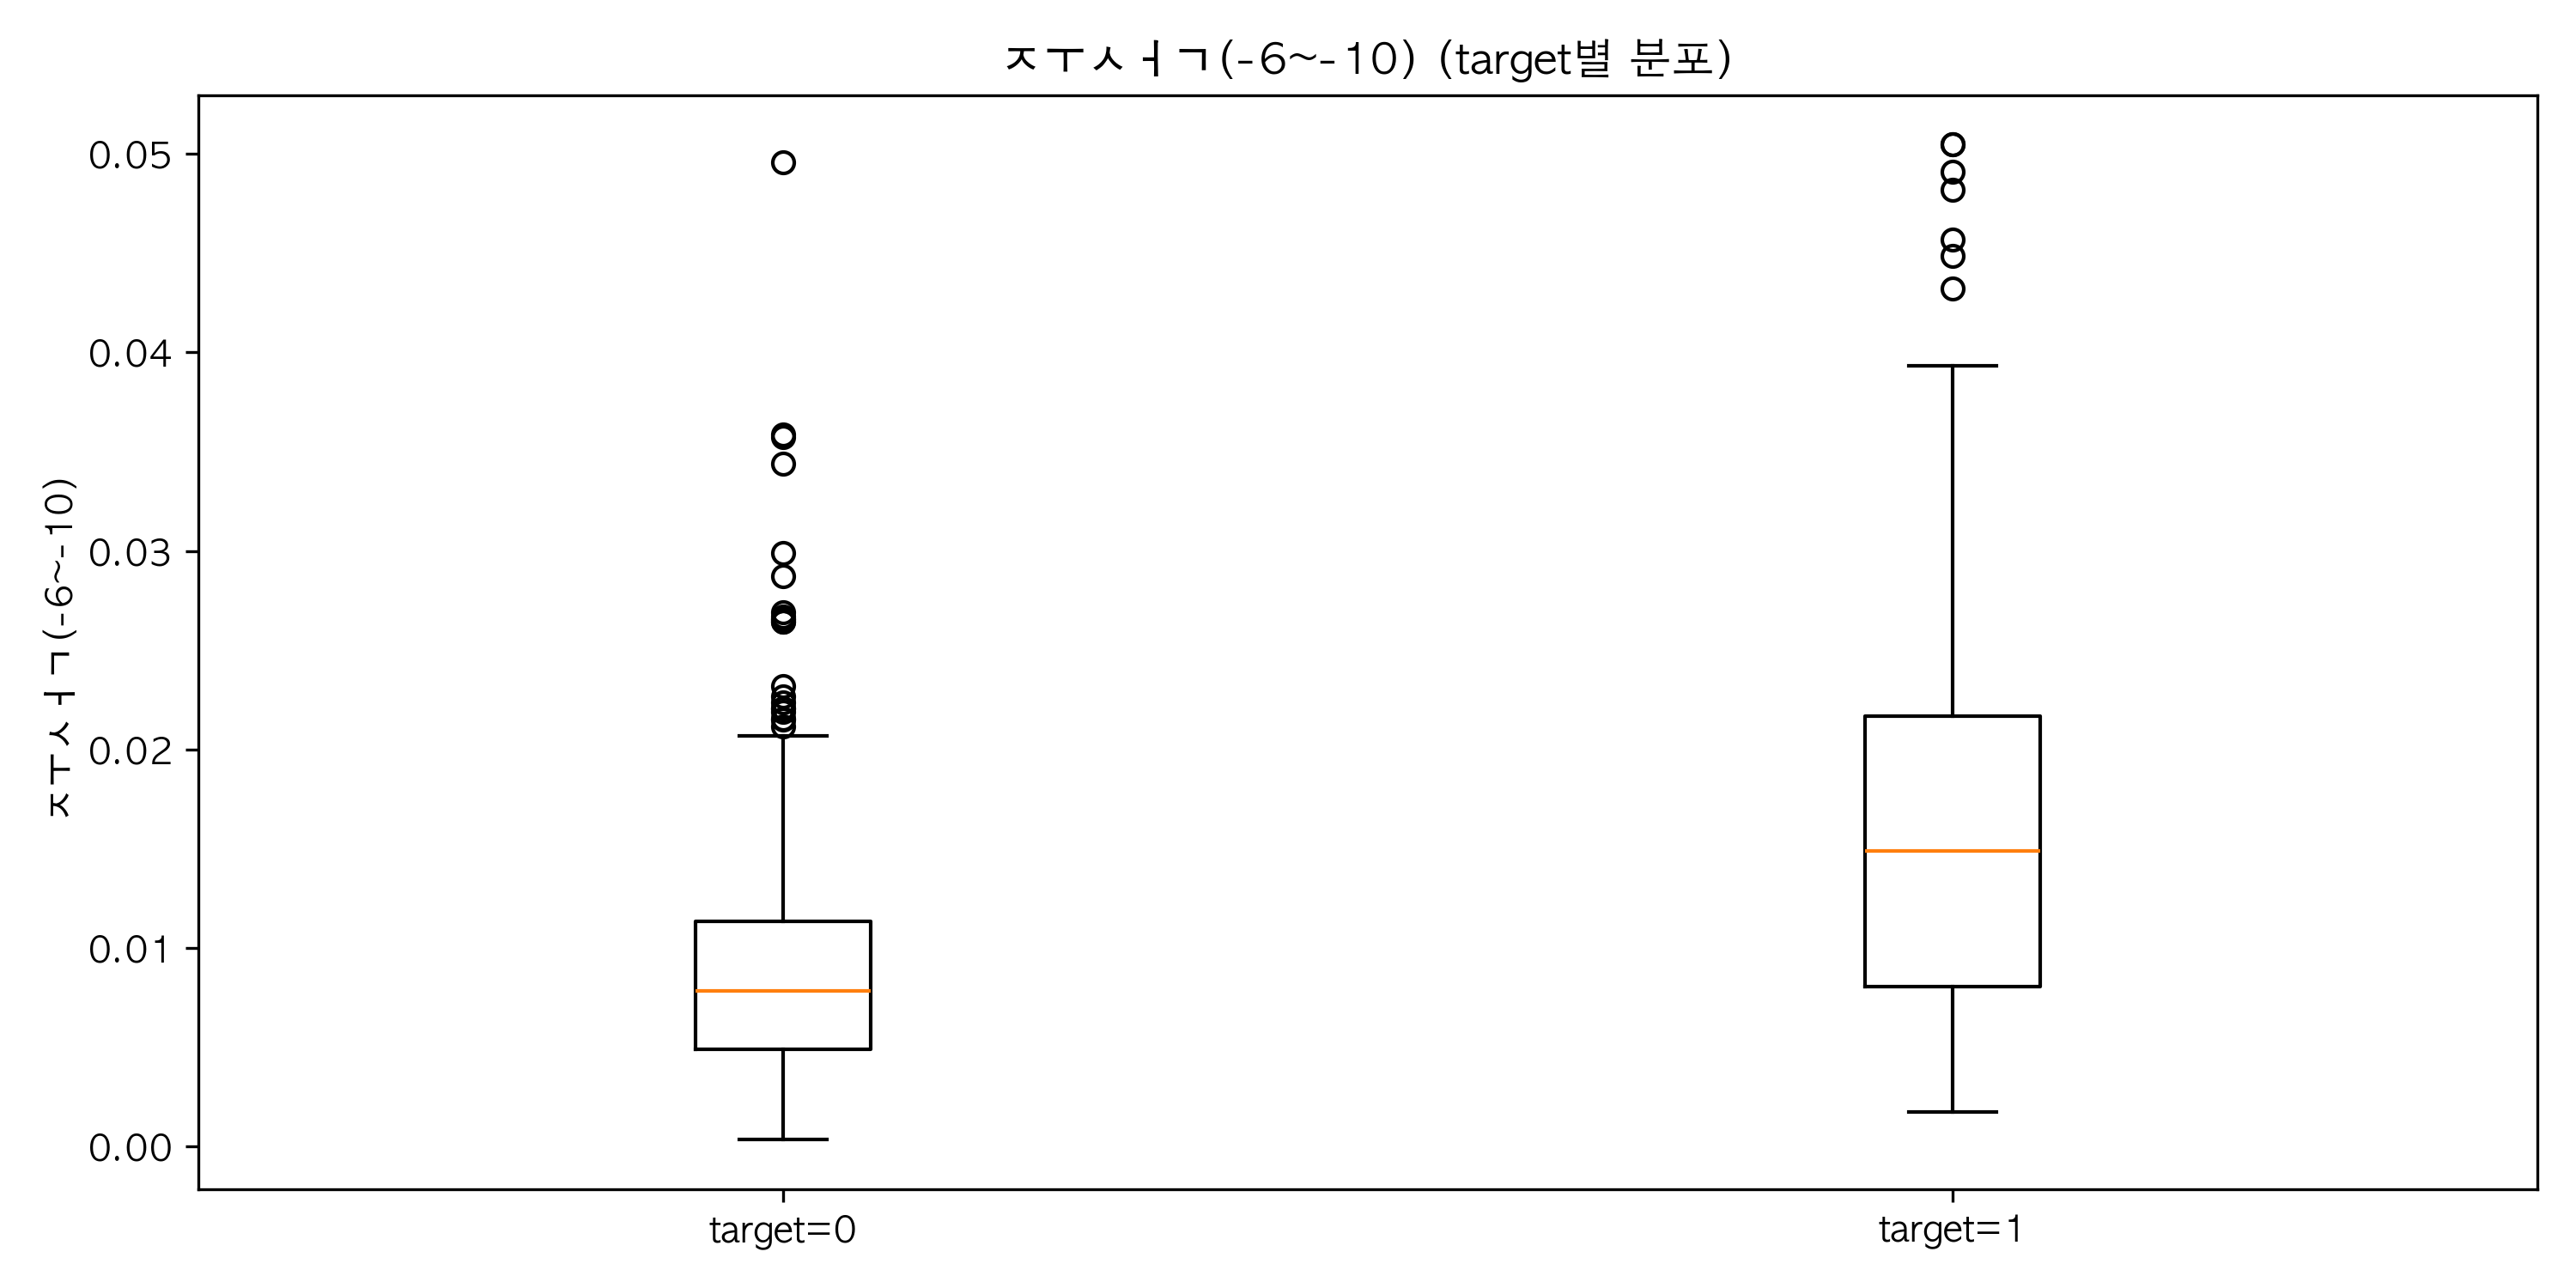 ㅈㅜㅅㅓㄱ(-6~-10) (target별 분포)
ㅈㅜㅅㅓㄱ(-6~-10)
0.05
0.04
0.03
0.02
0.01
0.00
target=0
target=1